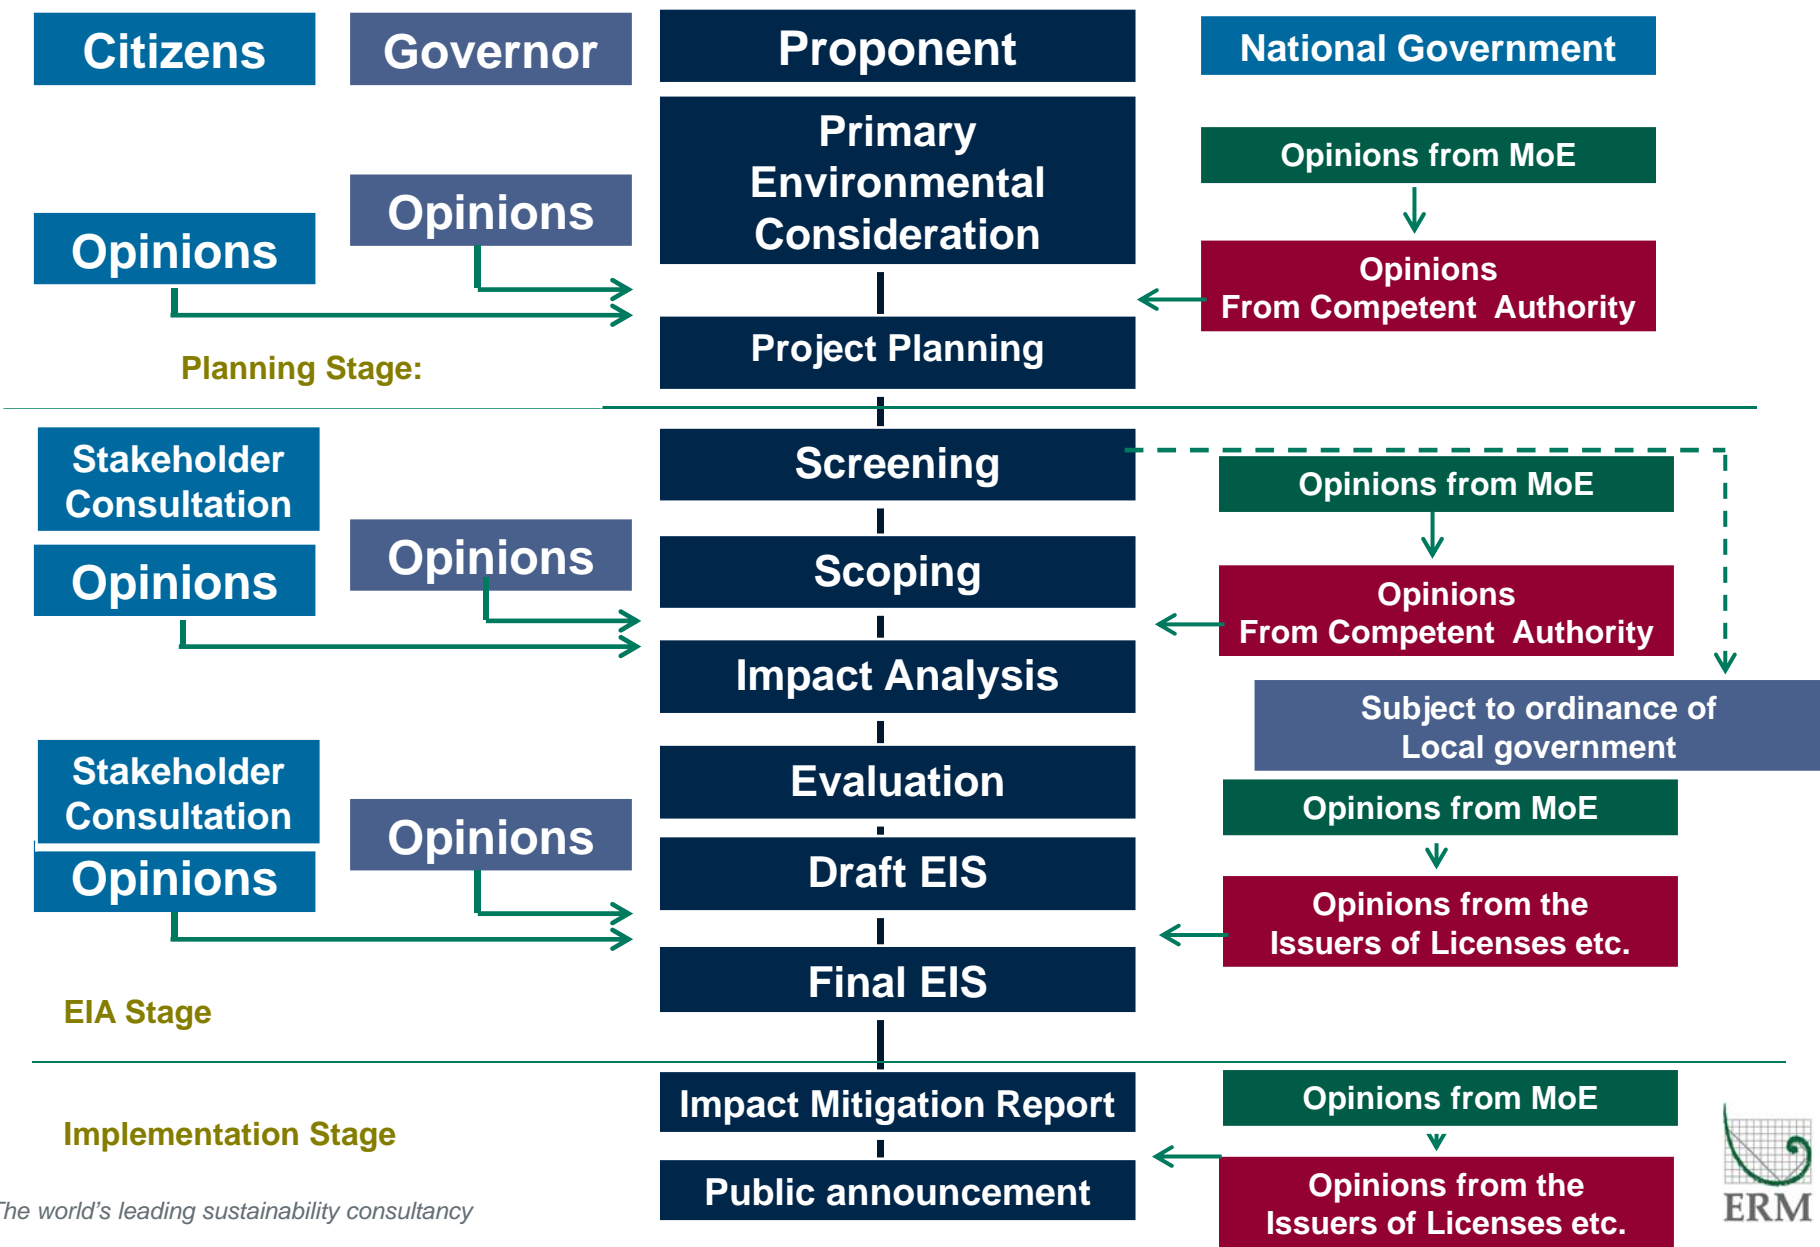 Citizens
Governor
Proponent
National Government
Primary
Environmental
Consideration
Opinions from MoE
Opinions
Opinions
Opinions
From Competent Authority
Project Planning
Planning Stage:
Stakeholder
Consultation
Screening
Opinions from MoE
Opinions
Opinions
Scoping
Opinions
From Competent Authority
Impact Analysis
Subject to ordinance of
Local government
Stakeholder
Consultation
Evaluation
Opinions from MoE
Opinions
Opinions
Draft EIS
Opinions from the
Issuers of Licenses etc.
Final EIS
EIA Stage
Impact Mitigation Report
Opinions from MoE
Implementation Stage
Public announcement
Opinions from the
Issuers of Licenses etc.
The world's leading sustainability consultancy
ERM